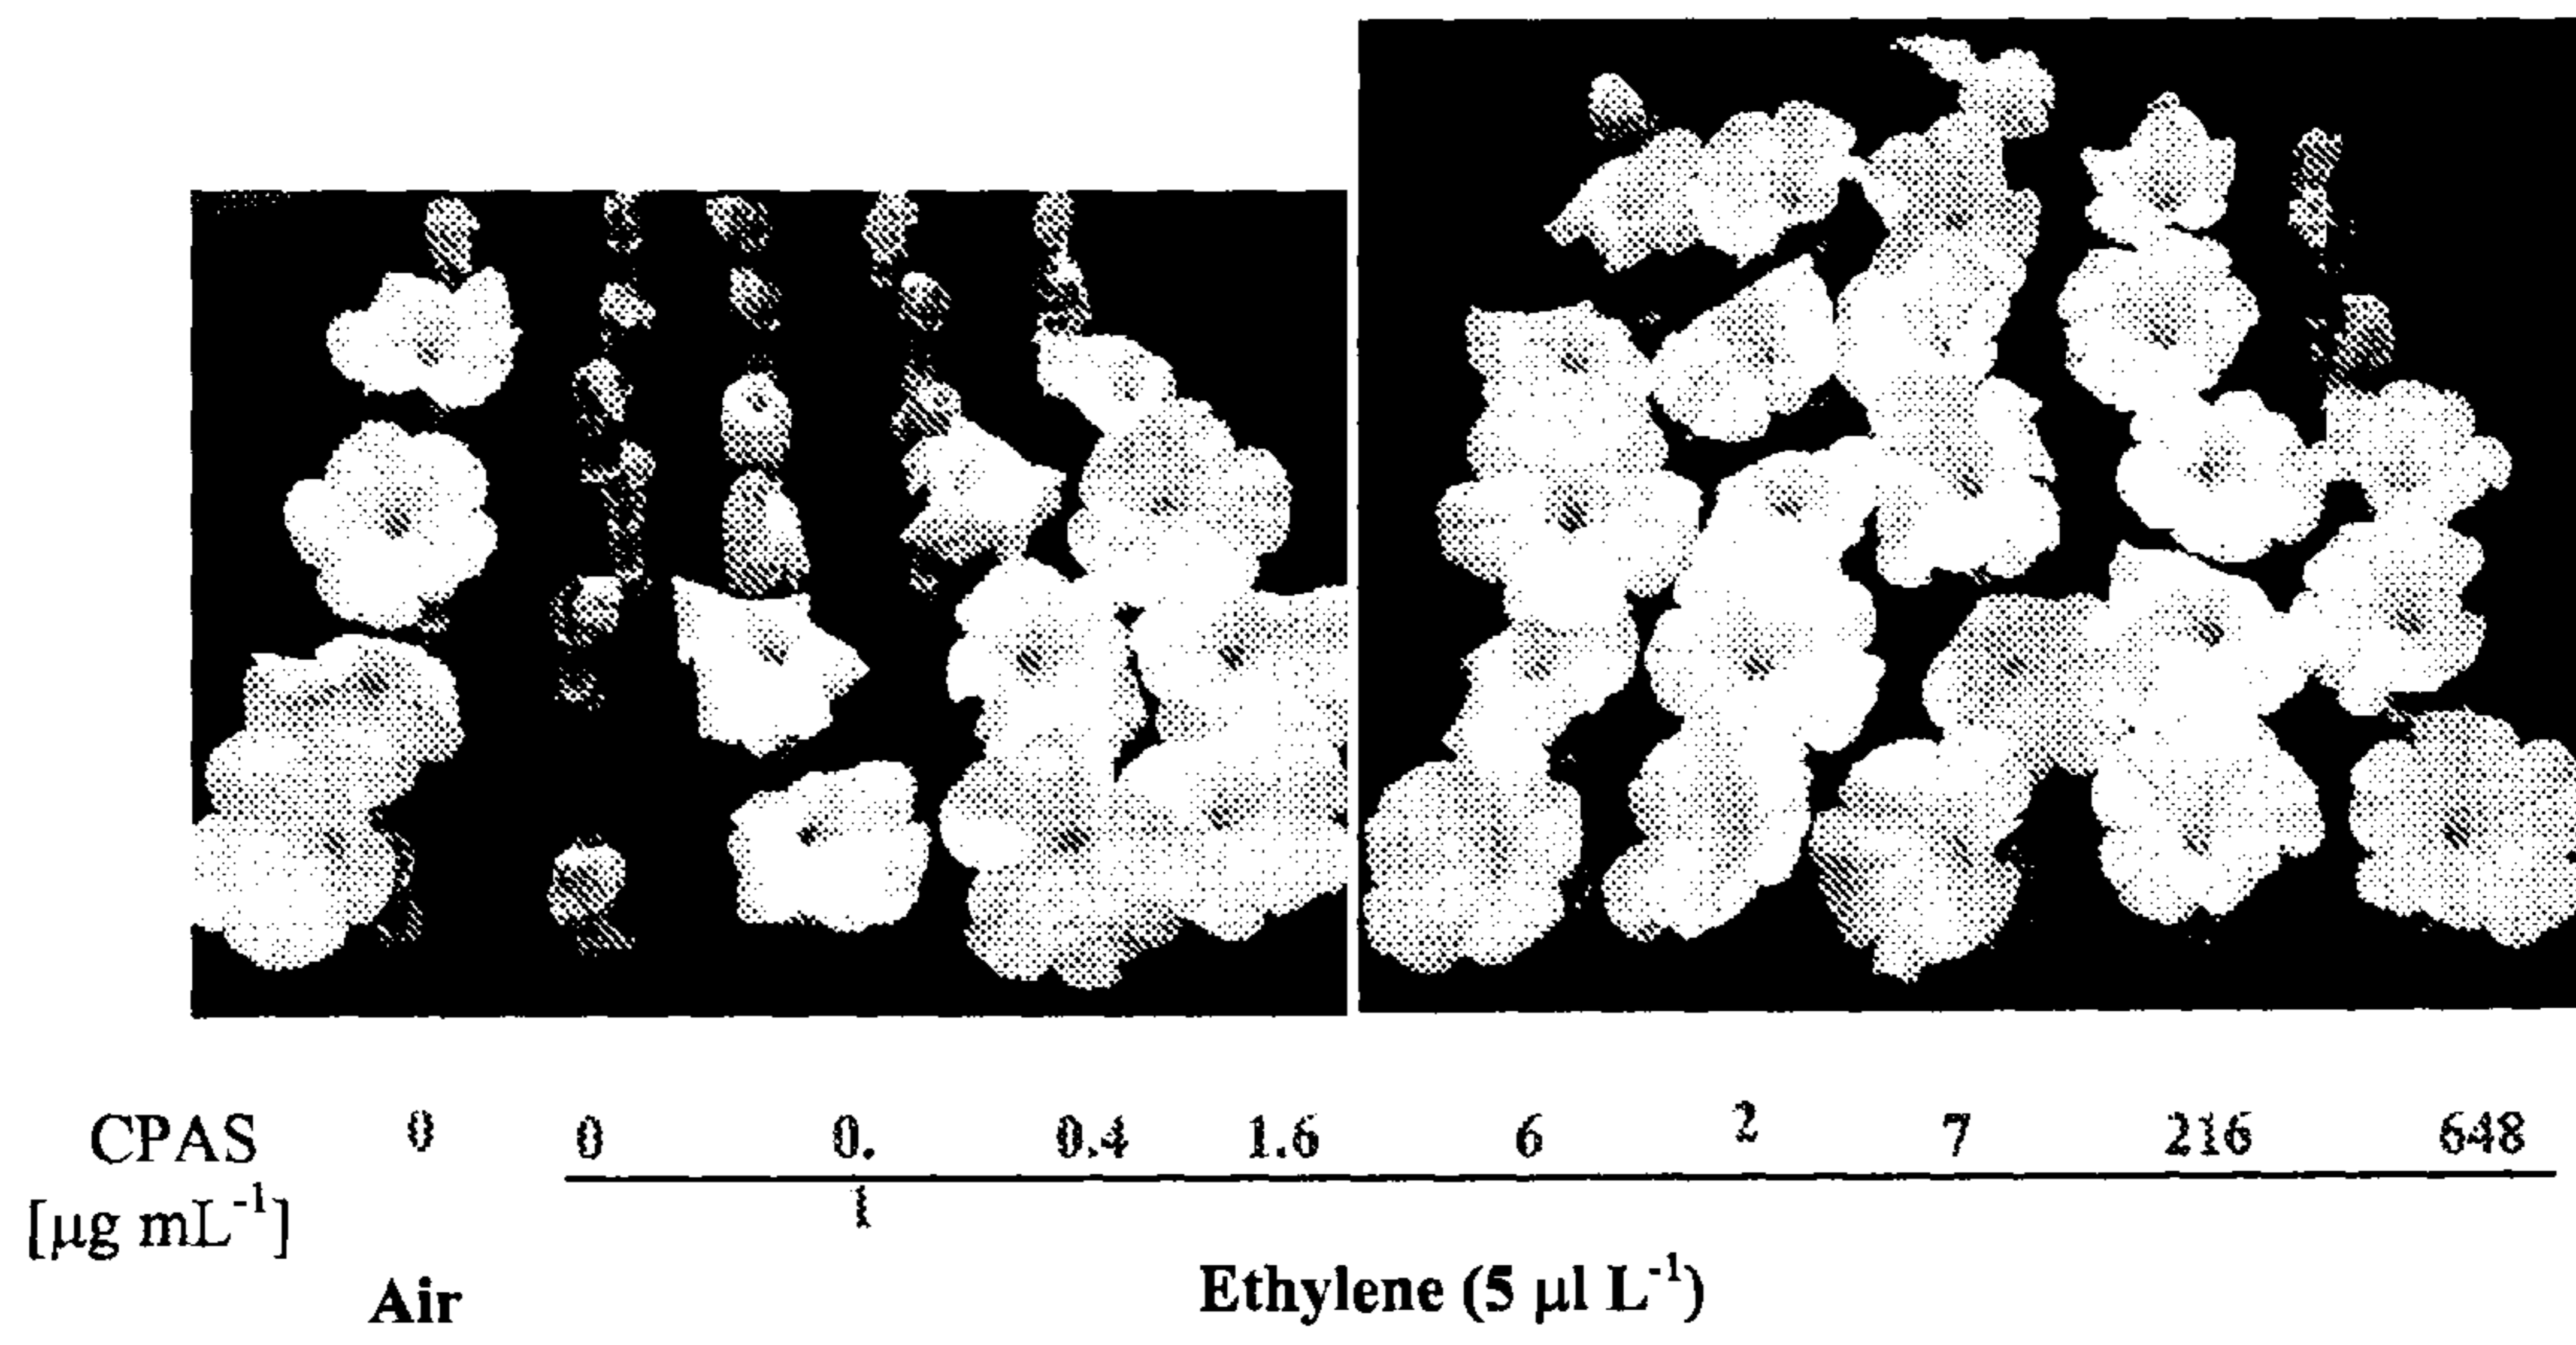 CPAS 0 0 0. 0.4 1.6 6 2 7 216 648
[µg mL⁻¹] 1
Air Ethylene (5 µl L⁻¹)